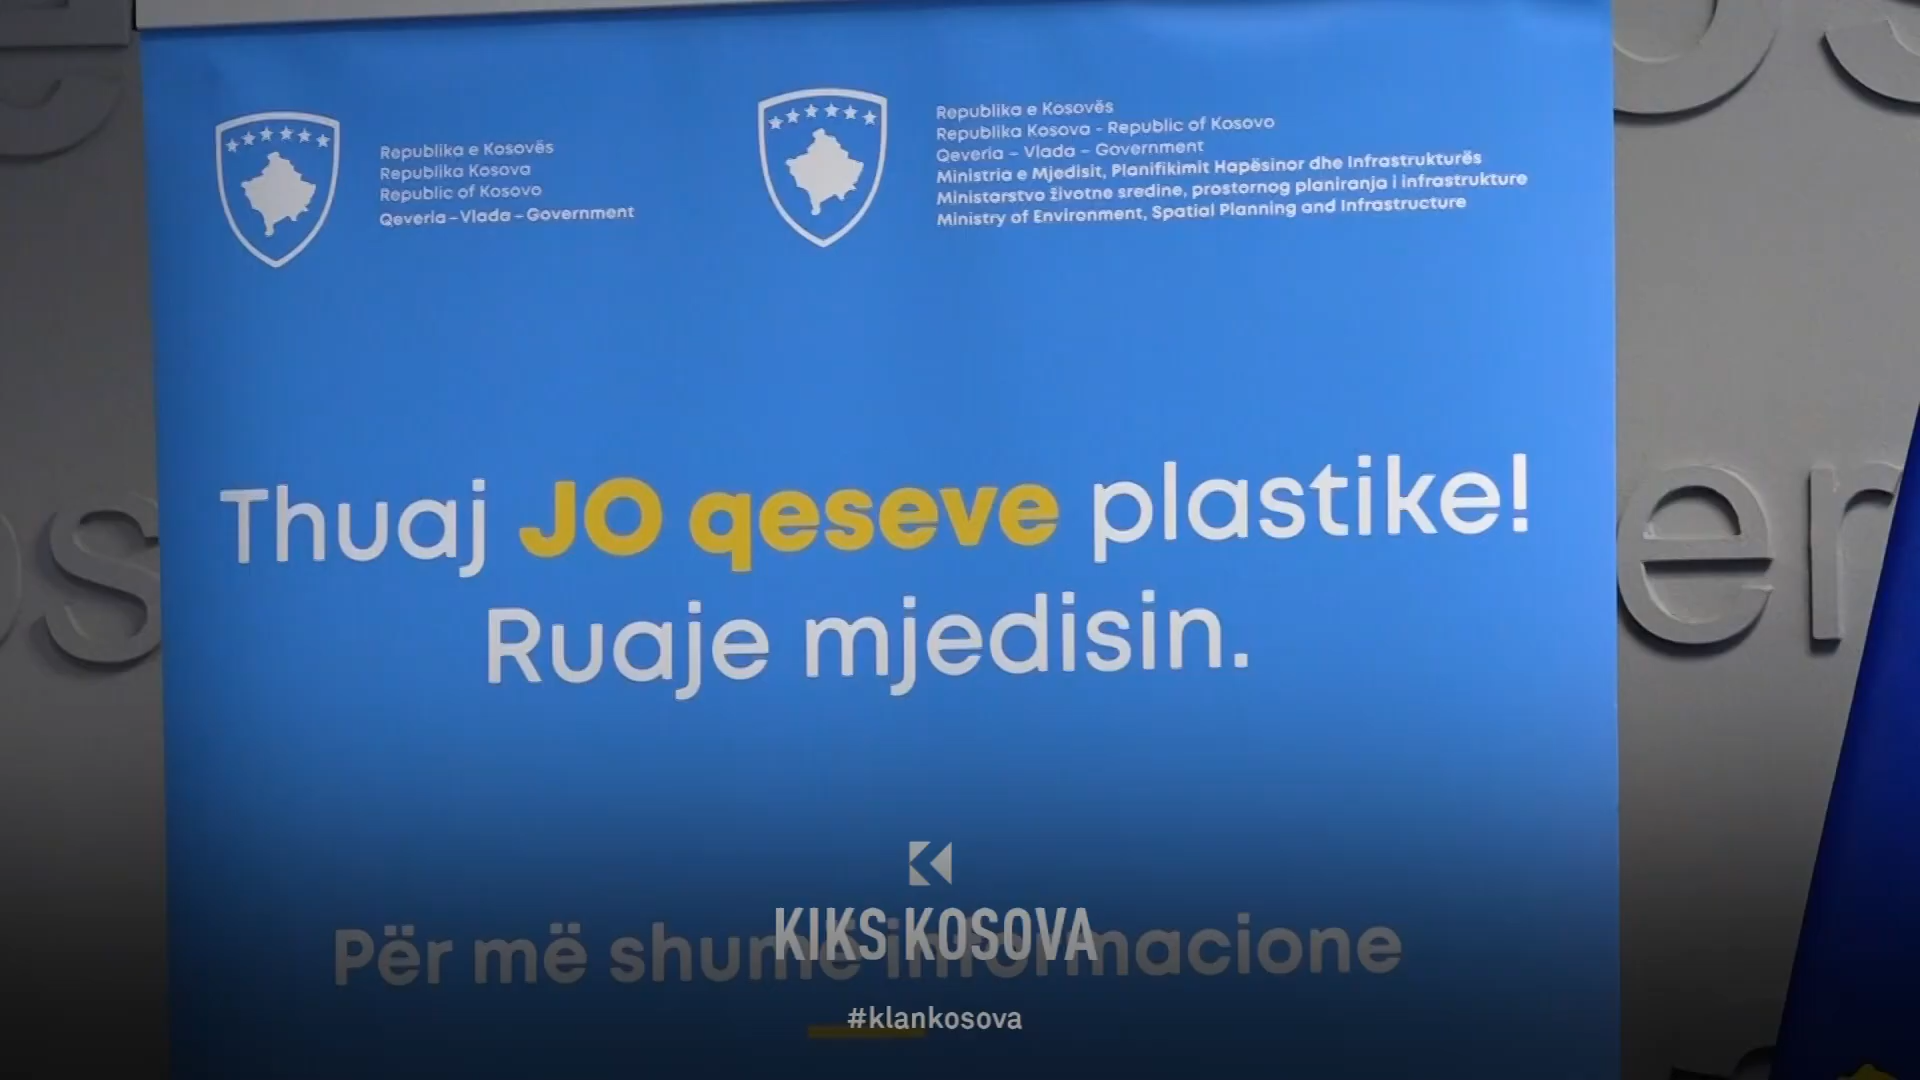 Republika e Kosovës
Republika Kosova
Republic of Kosovo
Qeveria – Vlada – Government
Republika e Kosovës
Republika Kosova - Republic of Kosovo
Qeveria – Vlada – Government
Ministria e Mjedisit, Planifikimit Hapësinor dhe Infrastrukturës
Ministarstvo životne sredine, prostornog planiranja i infrastrukture
Ministry of Environment, Spatial Planning and Infrastructure
Thuaj JO qeseve plastike!
Ruaje mjedisin.
Për më shumë informacione
KIKS KOSOVA
#klankosova